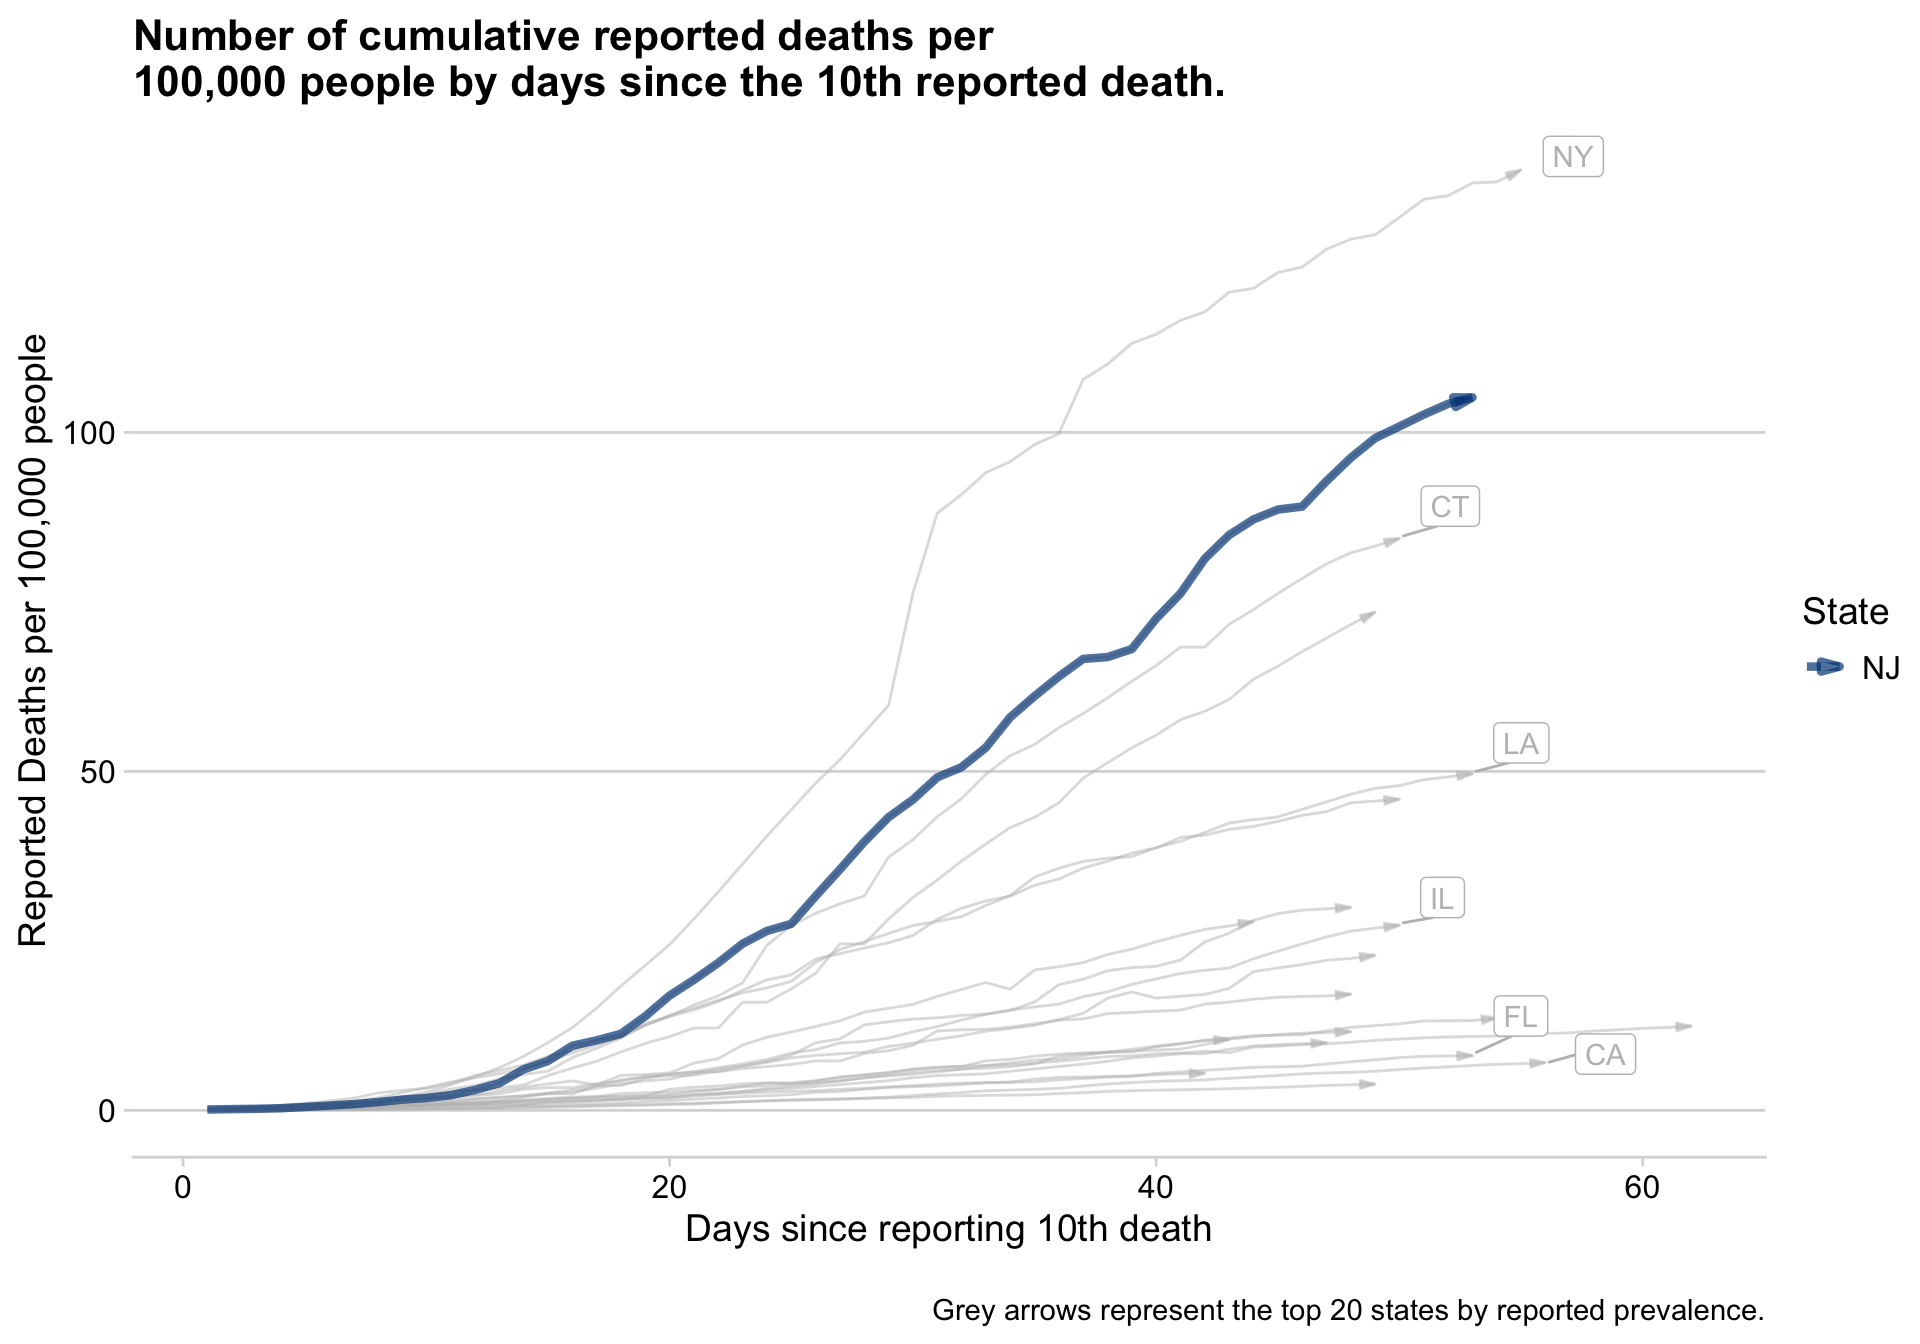 Number of cumulative reported deaths per
100,000 people by days since the 10th reported death.
NY
100
CT
State
NJ
LA
50
IL
FL
CA
0
Reported Deaths per 100,000 people
0 20 40 60
Days since reporting 10th death
Grey arrows represent the top 20 states by reported prevalence.